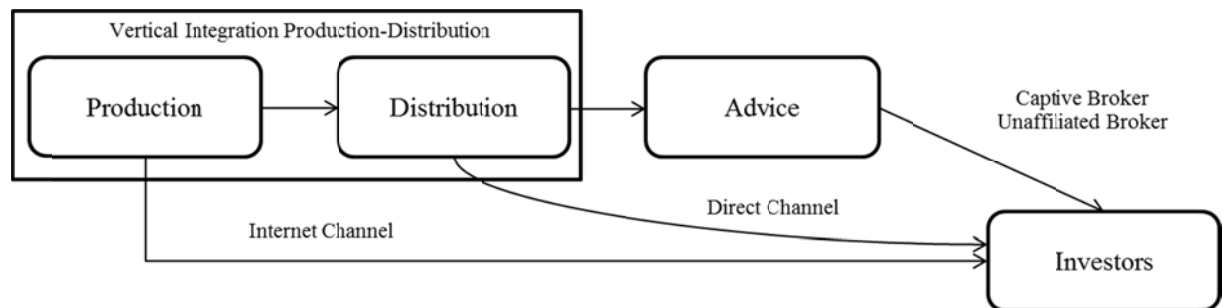 Vertical Integration Production-Distribution
Production
Distribution
Advice
Captive Broker
Unaffiliated Broker
Direct Channel
Internet Channel
Investors